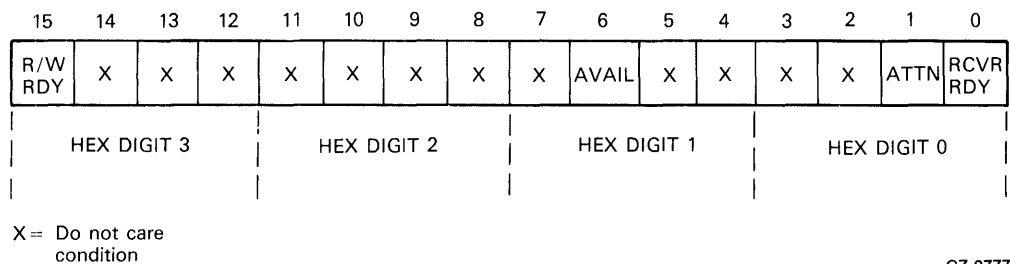 15 14 13 12 11 10 9 8 7 6 5 4 3 2 1 0
R/W RDY X X X X X X X X AVAIL X X X X ATTN RCVR RDY
HEX DIGIT 3 HEX DIGIT 2 HEX DIGIT 1 HEX DIGIT 0
X = Do not care
condition